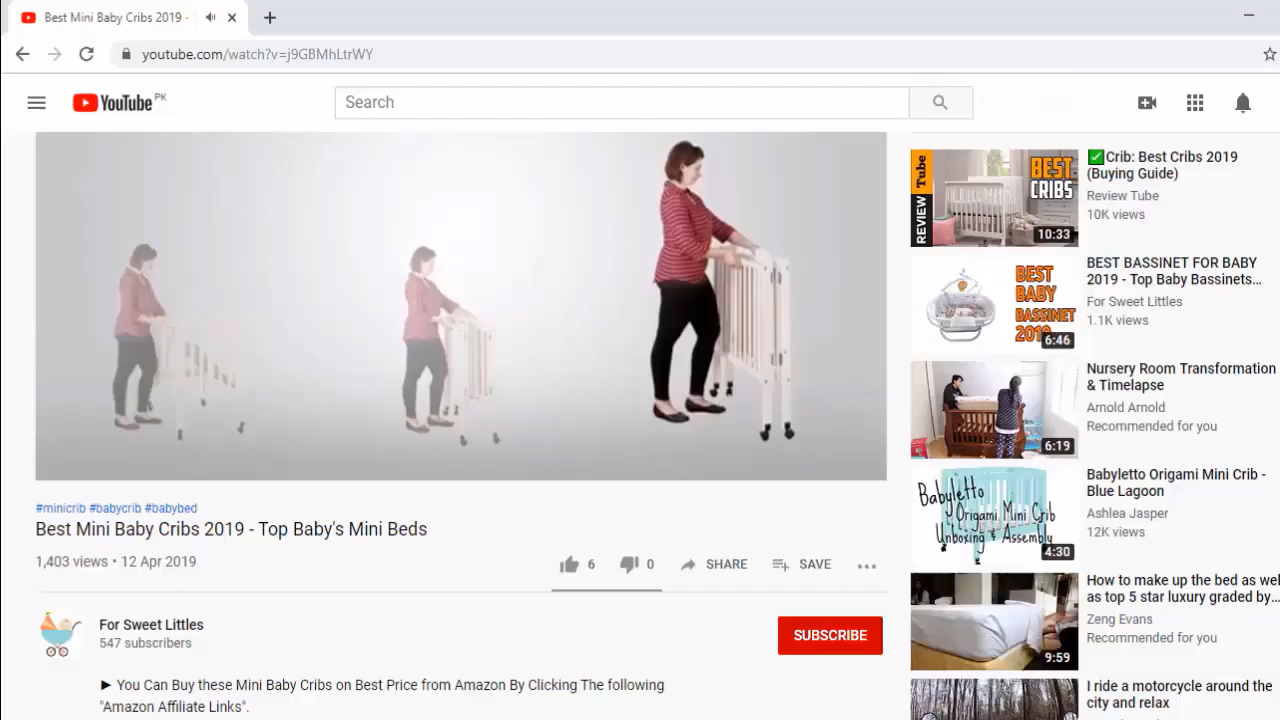 Best Mini Baby Cribs 2019 -
youtube.com/watch?v=j9GBMhLtrWY
YouTube PK
Search
#minicrib #babycrib #babybed
Best Mini Baby Cribs 2019 - Top Baby's Mini Beds
1,403 views • 12 Apr 2019
6
0
SHARE
SAVE
For Sweet Littles
547 subscribers
SUBSCRIBE
► You Can Buy these Mini Baby Cribs on Best Price from Amazon By Clicking The following
"Amazon Affiliate Links".
REVIEW Tube
BEST
CRIBS
10:33
✅Crib: Best Cribs 2019
(Buying Guide)
Review Tube
10K views
BEST
BABY
BASSINET
2019
6:46
BEST BASSINET FOR BABY
2019 - Top Baby Bassinets...
For Sweet Littles
1.1K views
6:19
Nursery Room Transformation
& Timelapse
Arnold Arnold
Recommended for you
Babyletto
Origami Mini Crib
Unboxing & Assembly
4:30
Babyletto Origami Mini Crib -
Blue Lagoon
Ashlea Jasper
12K views
9:59
How to make up the bed as wel
as top 5 star luxury graded by...
Zeng Evans
Recommended for you
I ride a motorcycle around the
city and relax